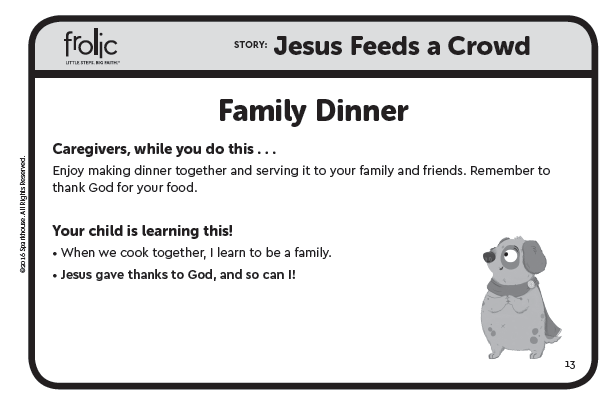 frolic
LITTLE STEPS, BIG FAITH!™
STORY: Jesus Feeds a Crowd
Family Dinner
Caregivers, while you do this . . .
Enjoy making dinner together and serving it to your family and friends. Remember to
thank God for your food.
Your child is learning this!
• When we cook together, I learn to be a family.
• Jesus gave thanks to God, and so can I!
©2016 Sparkhouse. All Rights Reserved.
13